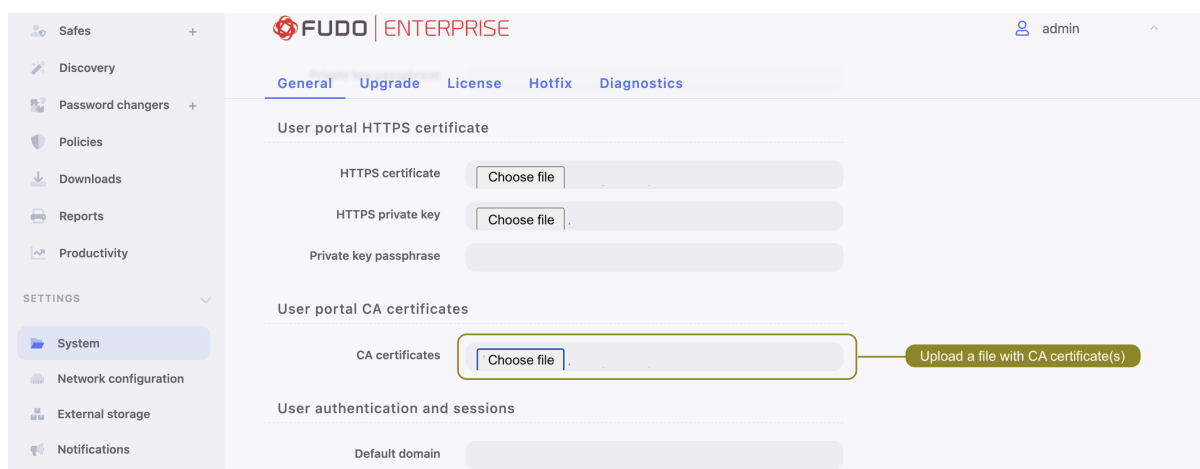 Safes +
Discovery
Password changers +
Policies
Downloads
Reports
Productivity
SETTINGS
System
Network configuration
External storage
Notifications
FUDO ENTERPRISE
admin
Private key passphrase
General Upgrade License Hotfix Diagnostics
User portal HTTPS certificate
HTTPS certificate Choose file
HTTPS private key Choose file
Private key passphrase
User portal CA certificates
CA certificates Choose file
Upload a file with CA certificate(s)
User authentication and sessions
Default domain